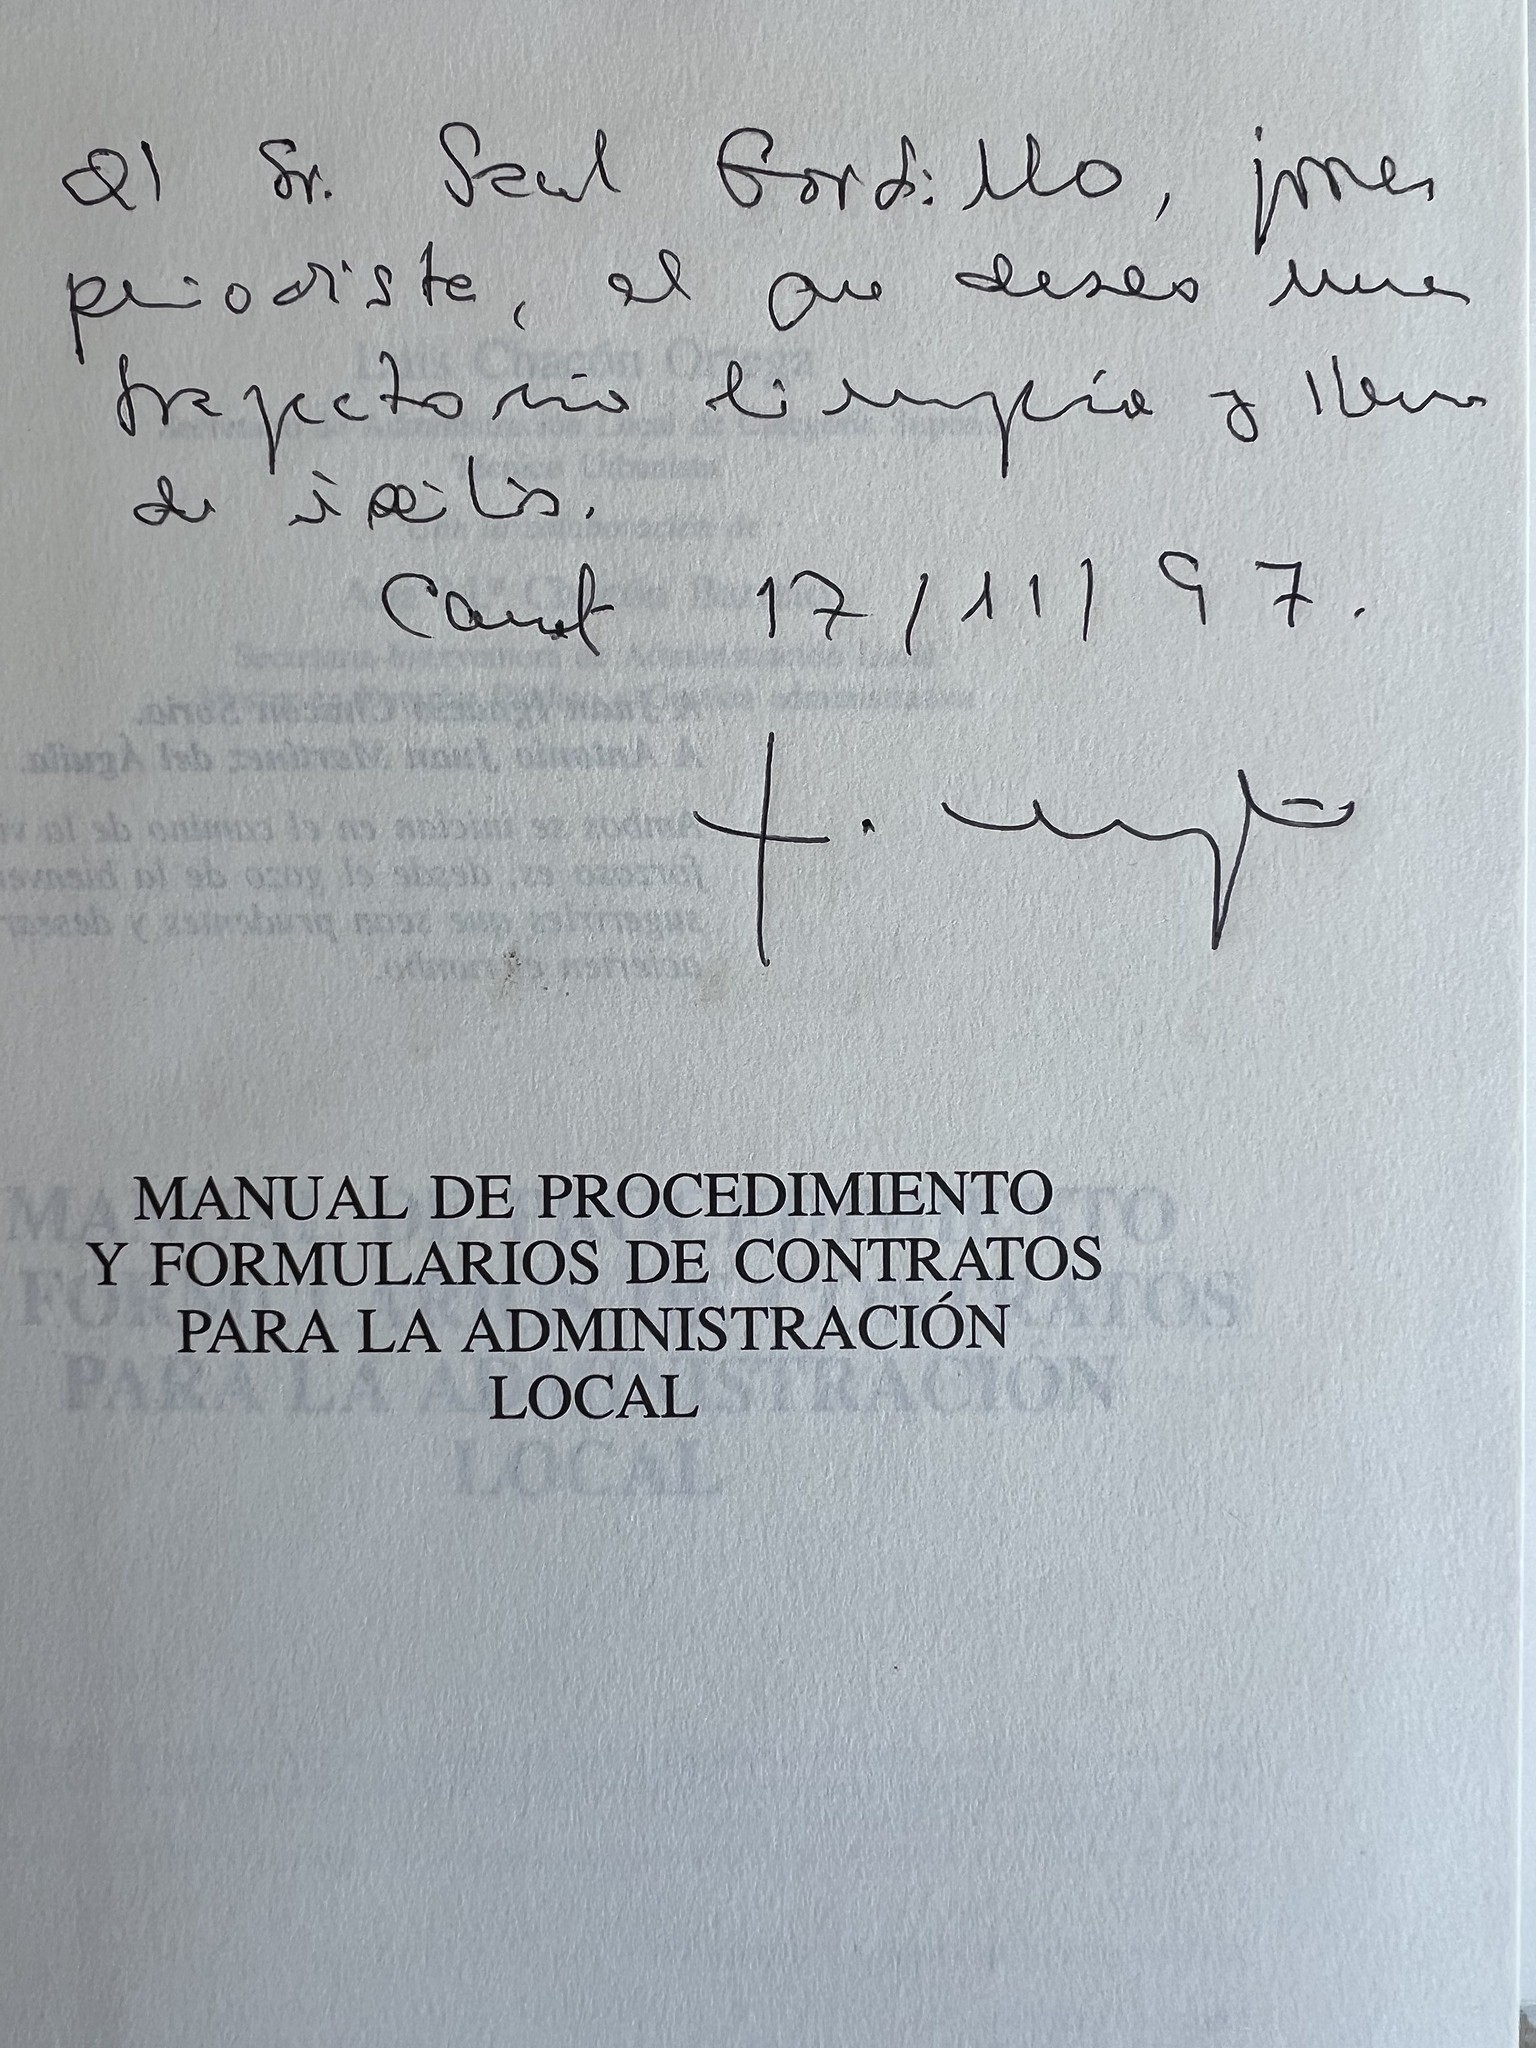 Al Sr. Saul Gordillo, joven
periodista, al que deseo una
trayectoria limpia y llena
de éxitos.
Canet 17/11/97.
MANUAL DE PROCEDIMIENTO
Y FORMULARIOS DE CONTRATOS
PARA LA ADMINISTRACIÓN
LOCAL